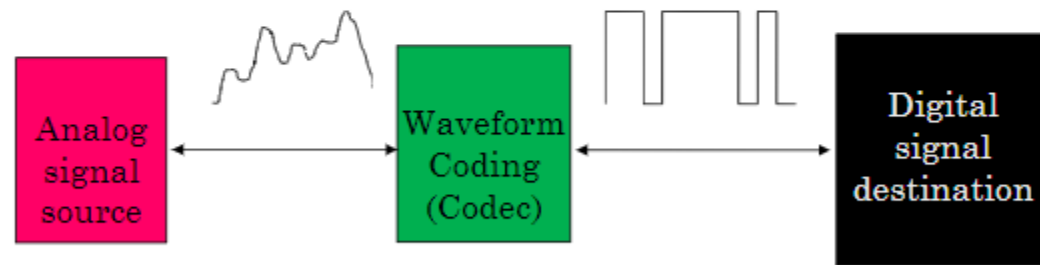 Analog
signal
source
Waveform
Coding
(Codec)
Digital
signal
destination